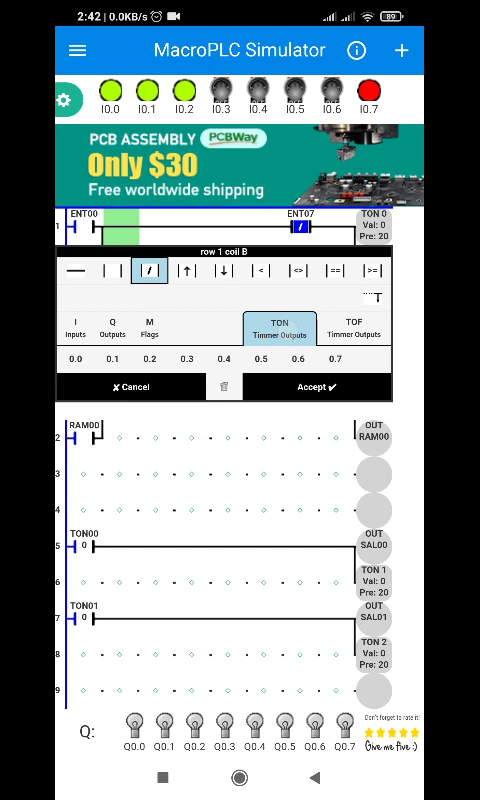 2:42 | 0.0KB/s 89
MacroPLC Simulator
I0.0 I0.1 I0.2 I0.3 I0.4 I0.5 I0.6 I0.7
PCB ASSEMBLY PCBWay
Only $30
Free worldwide shipping
ENT00 ENT07 TON 0
1 Val: 0
Pre: 20
row 1 coil B
I Q M TON TOF
Inputs Outputs Flags Timmer Outputs Timmer Outputs
0.0 0.1 0.2 0.3 0.4 0.5 0.6 0.7
✘ Cancel Accept ✔
RAM00 OUT
2 RAM00
3
4
TON00 OUT
5 0 SAL00
TON 1
6 Val: 0
Pre: 20
TON01 OUT
7 0 SAL01
TON 2
8 Val: 0
Pre: 20
9
Don't forget to rate it!
Q:
Give me five :)
Q0.0 Q0.1 Q0.2 Q0.3 Q0.4 Q0.5 Q0.6 Q0.7